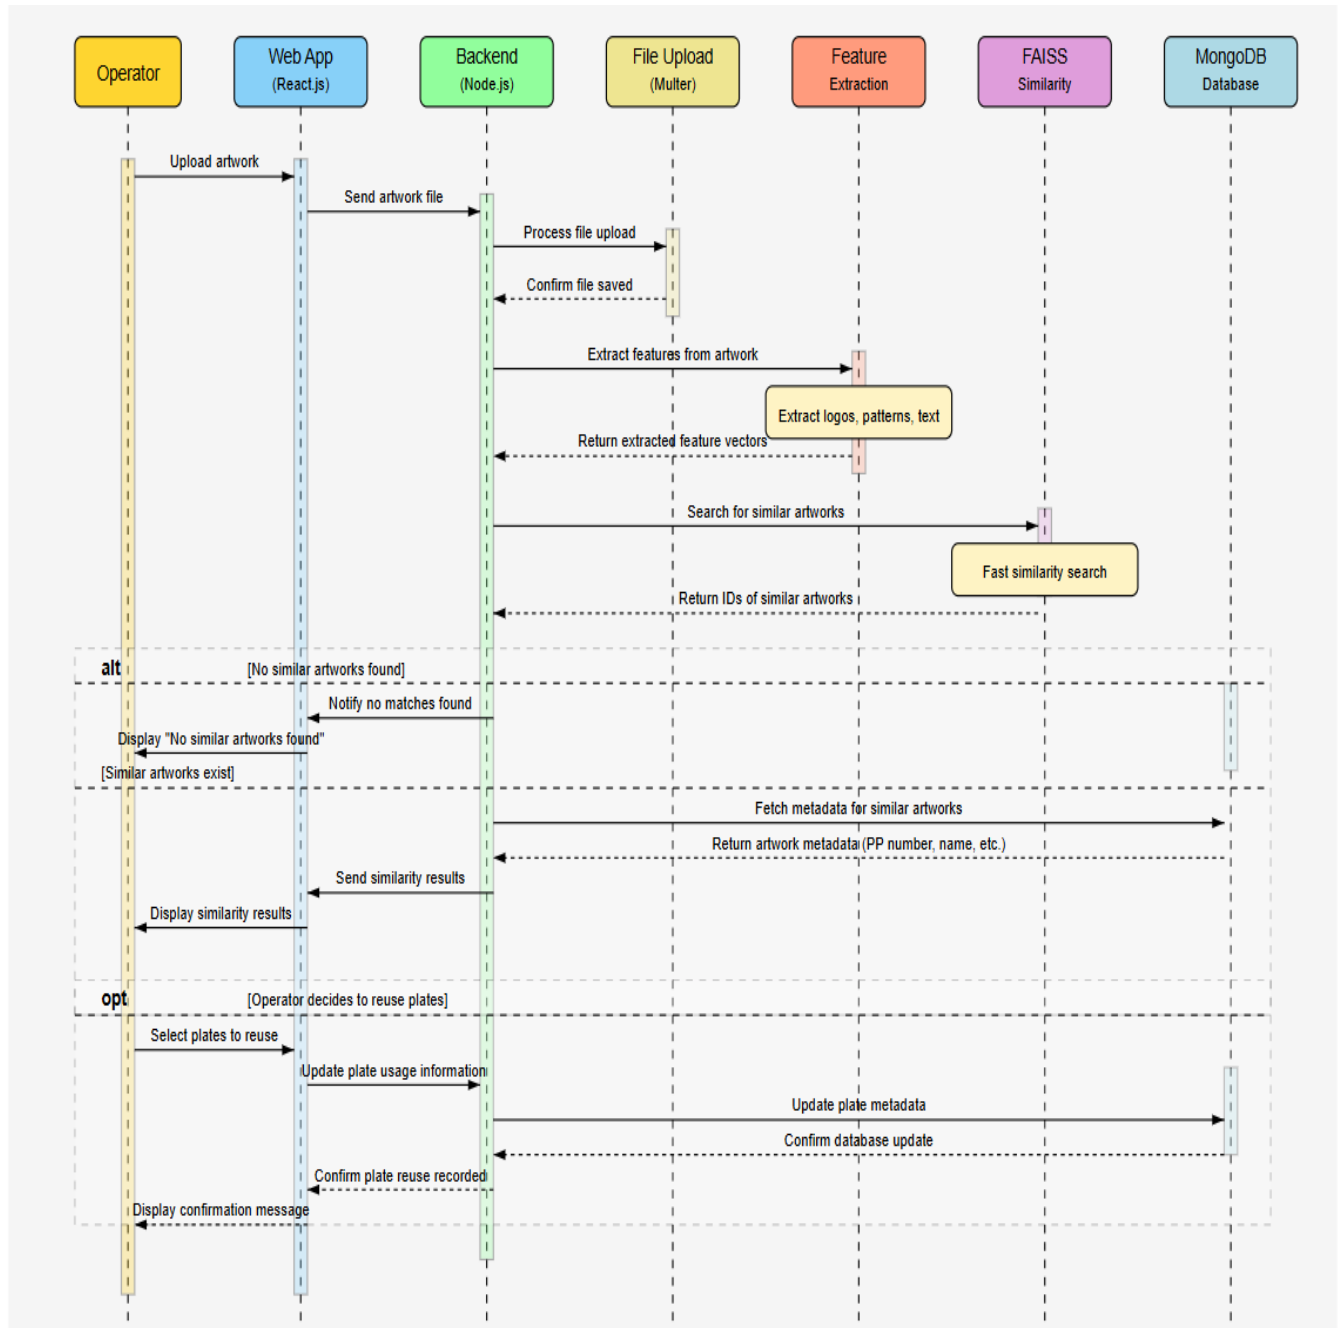 Operator
Web App
(React.js)
Backend
(Node.js)
File Upload
(Multer)
Feature
Extraction
FAISS
Similarity
MongoDB
Database
Upload artwork
Send artwork file
Process file upload
Confirm file saved
Extract features from artwork
Extract logos, patterns, text
Return extracted feature vectors
Search for similar artworks
Fast similarity search
Return IDs of similar artworks
alt
[No similar artworks found]
Notify no matches found
Display "No similar artworks found"
[Similar artworks exist]
Fetch metadata for similar artworks
Return artwork metadata (PP number, name, etc.)
Send similarity results
Display similarity results
opt
[Operator decides to reuse plates]
Select plates to reuse
Update plate usage information
Update plate metadata
Confirm database update
Confirm plate reuse recorded
Display confirmation message